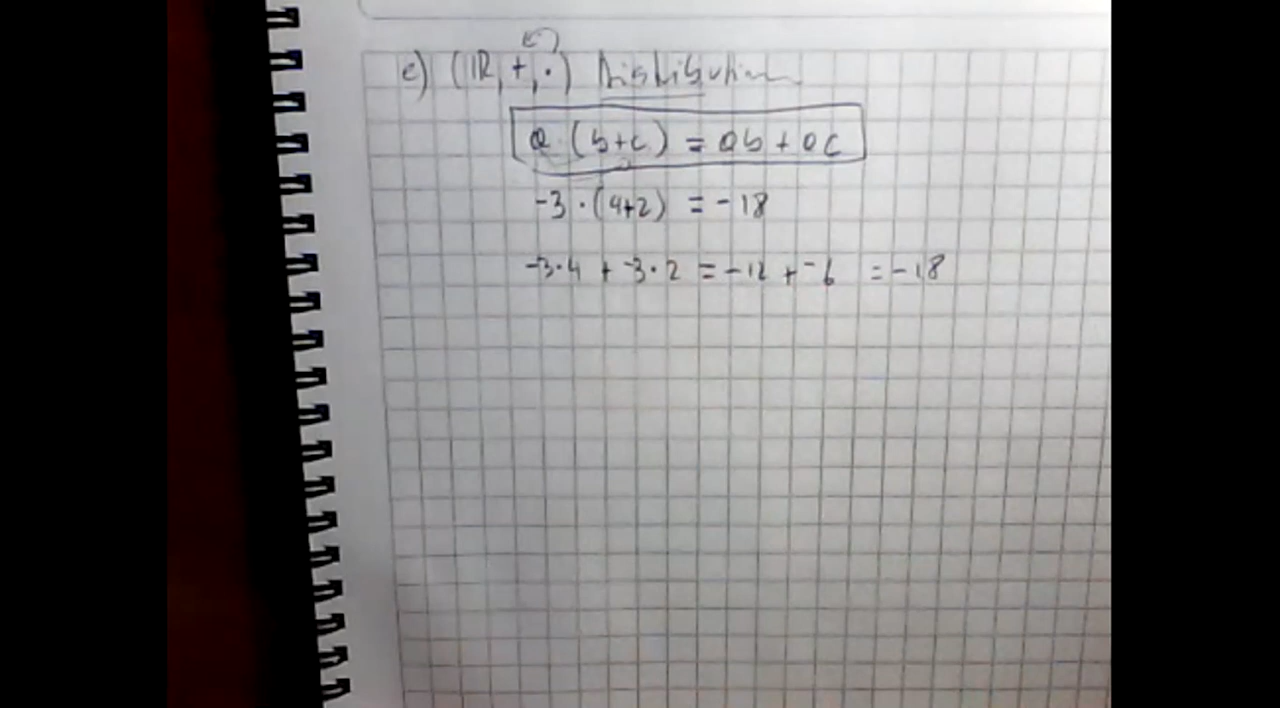 e) (ℝ, +, ·) Distributiva
a · (b+c) = ab + ac
-3 · (4+2) = -18
-3·4 + -3·2 = -12 + -6 = -18